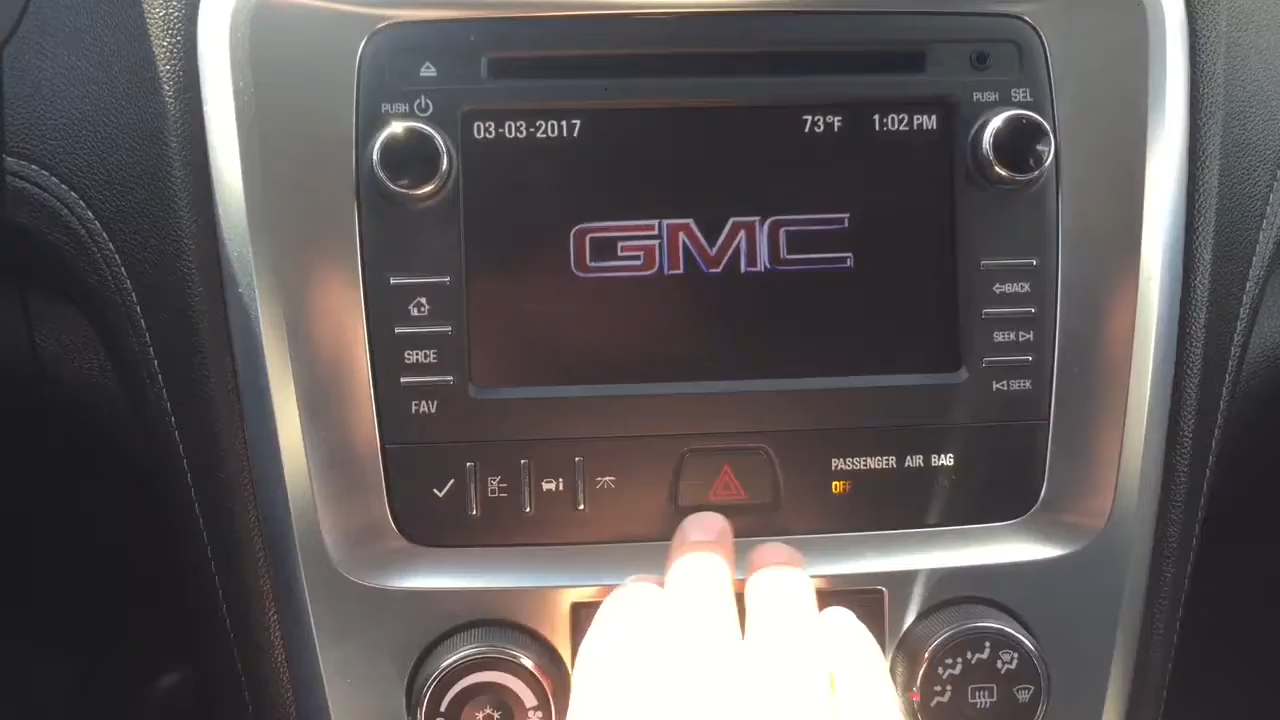 PUSH
PUSH SEL
03-03-2017 73°F 1:02 PM
GMC
BACK
SEEK
SRCE
SEEK
FAV
PASSENGER AIR BAG
OFF